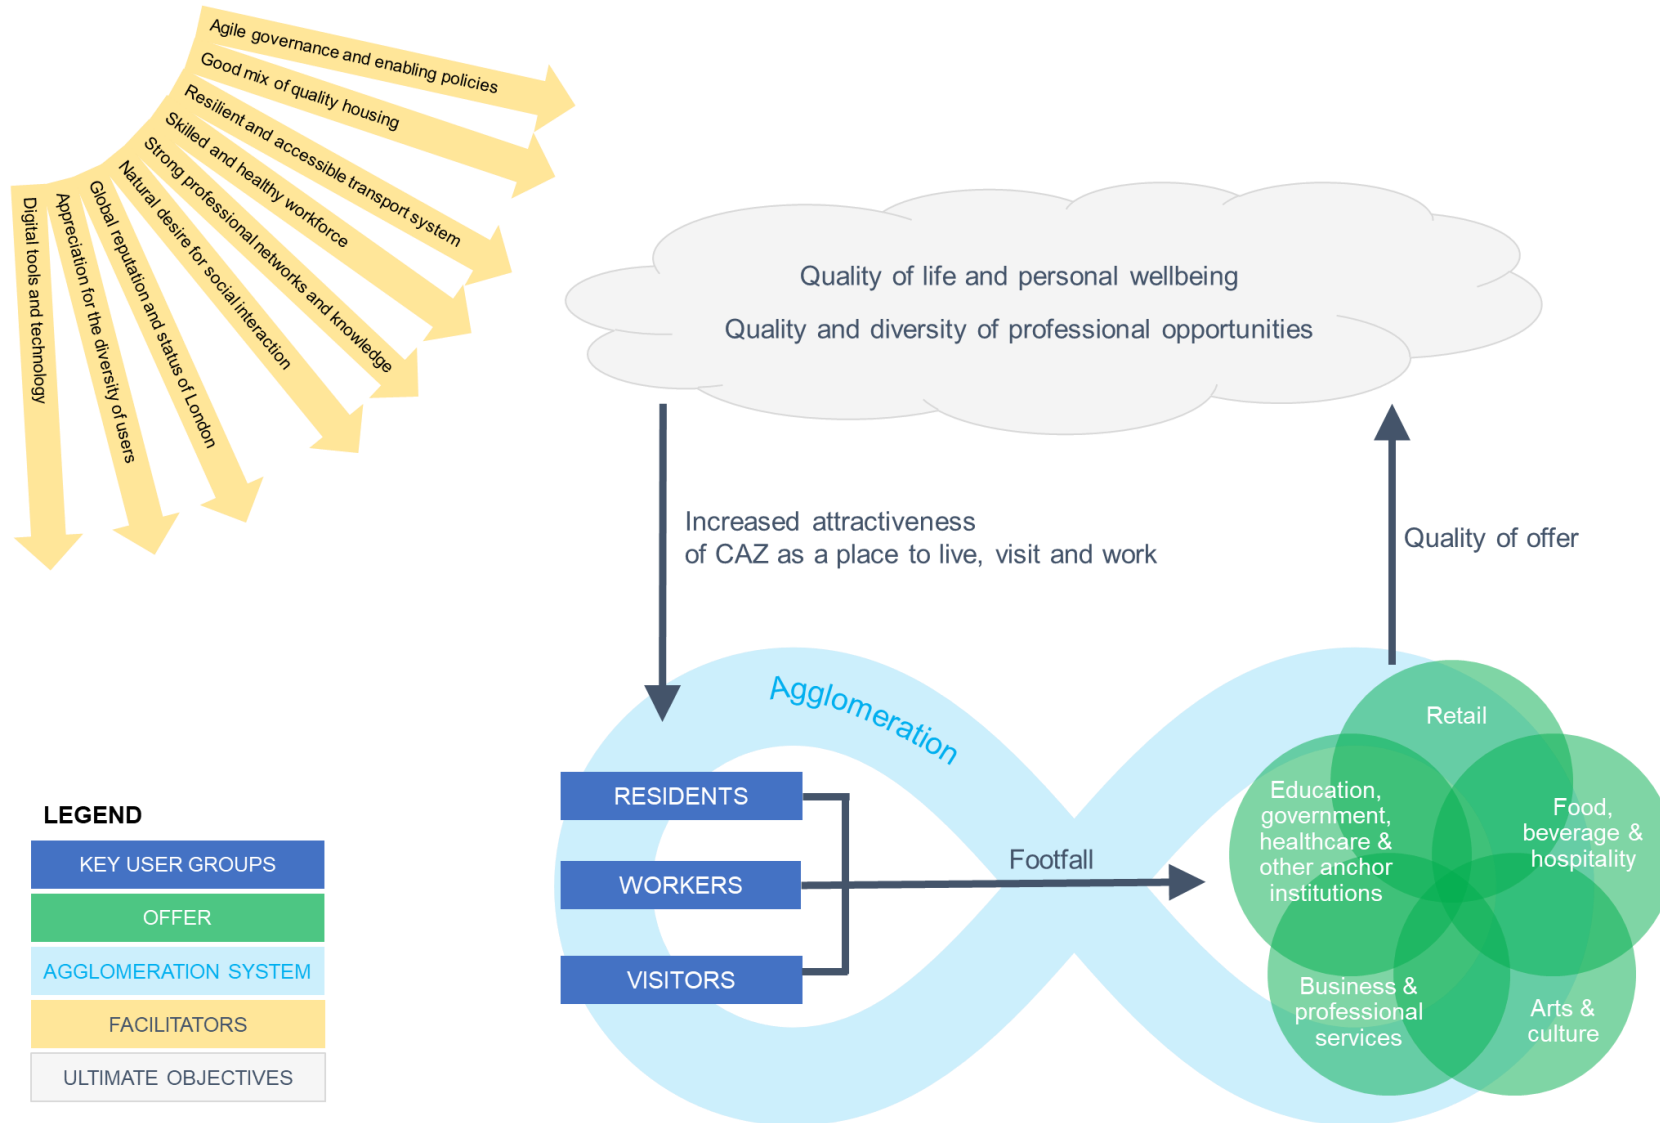 Agile governance and enabling policies
Good mix of quality housing
Resilient and accessible transport system
Skilled and healthy workforce
Strong professional networks and knowledge
Natural desire for social interaction
Global reputation and status of London
Appreciation for the diversity of users
Digital tools and technology
Quality of life and personal wellbeing
Quality and diversity of professional opportunities
Increased attractiveness
of CAZ as a place to live, visit and work
Quality of offer
Agglomeration
RESIDENTS
WORKERS
VISITORS
Footfall
Retail
Education,
government,
healthcare &
other anchor
institutions
Food,
beverage &
hospitality
Business &
professional
services
Arts &
culture
LEGEND
KEY USER GROUPS
OFFER
AGGLOMERATION SYSTEM
FACILITATORS
ULTIMATE OBJECTIVES